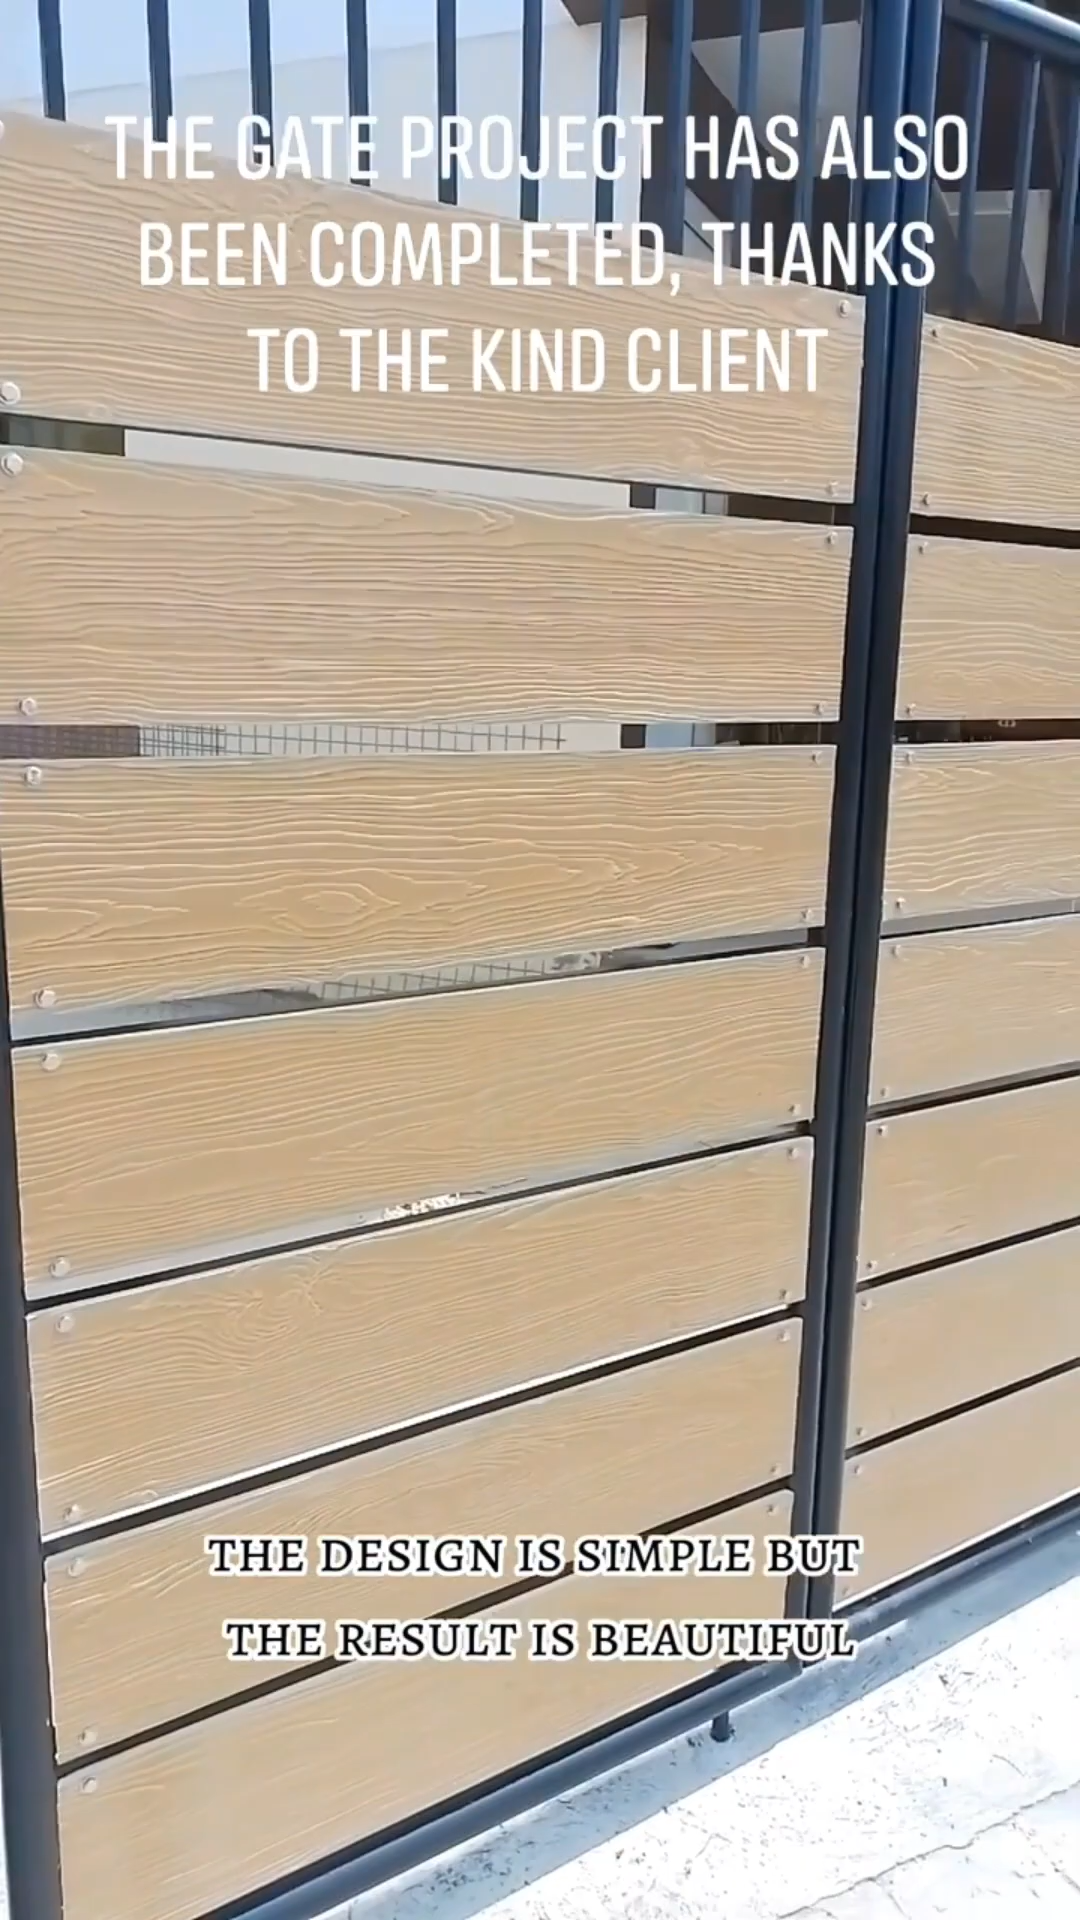 THE GATE PROJECT HAS ALSO
BEEN COMPLETED, THANKS
TO THE KIND CLIENT
THE DESIGN IS SIMPLE BUT
THE RESULT IS BEAUTIFUL